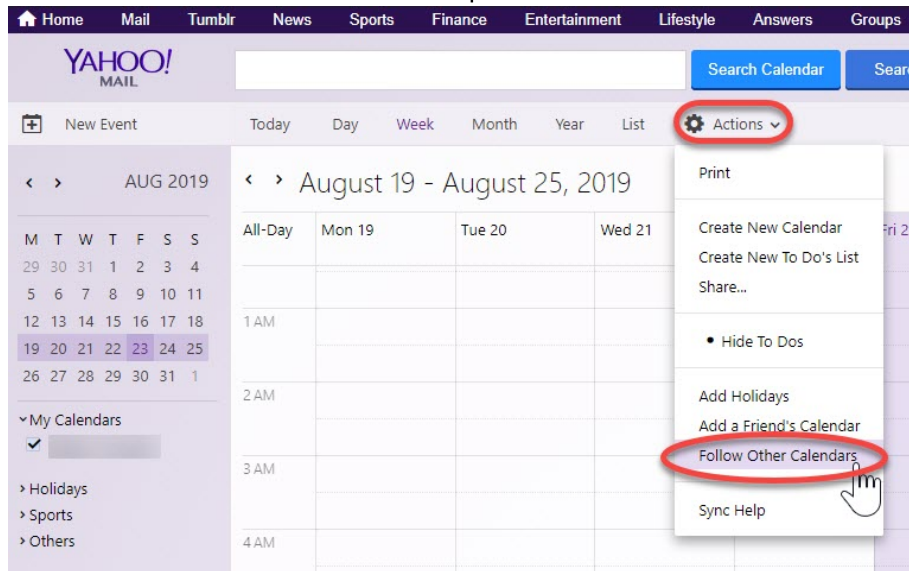 Home Mail Tumblr News Sports Finance Entertainment Lifestyle Answers Groups
YAHOO!
MAIL
Search Calendar
New Event Today Day Week Month Year List Actions
AUG 2019
August 19 - August 25, 2019
M T W T F S S
29 30 31 1 2 3 4
5 6 7 8 9 10 11
12 13 14 15 16 17 18
19 20 21 22 23 24 25
26 27 28 29 30 31 1
My Calendars
Holidays
Sports
Others
All-Day Mon 19 Tue 20 Wed 21 Fri
1 AM
2 AM
3 AM
4 AM
Print
Create New Calendar
Create New To Do's List
Share...
• Hide To Dos
Add Holidays
Add a Friend's Calendar
Follow Other Calendars
Sync Help